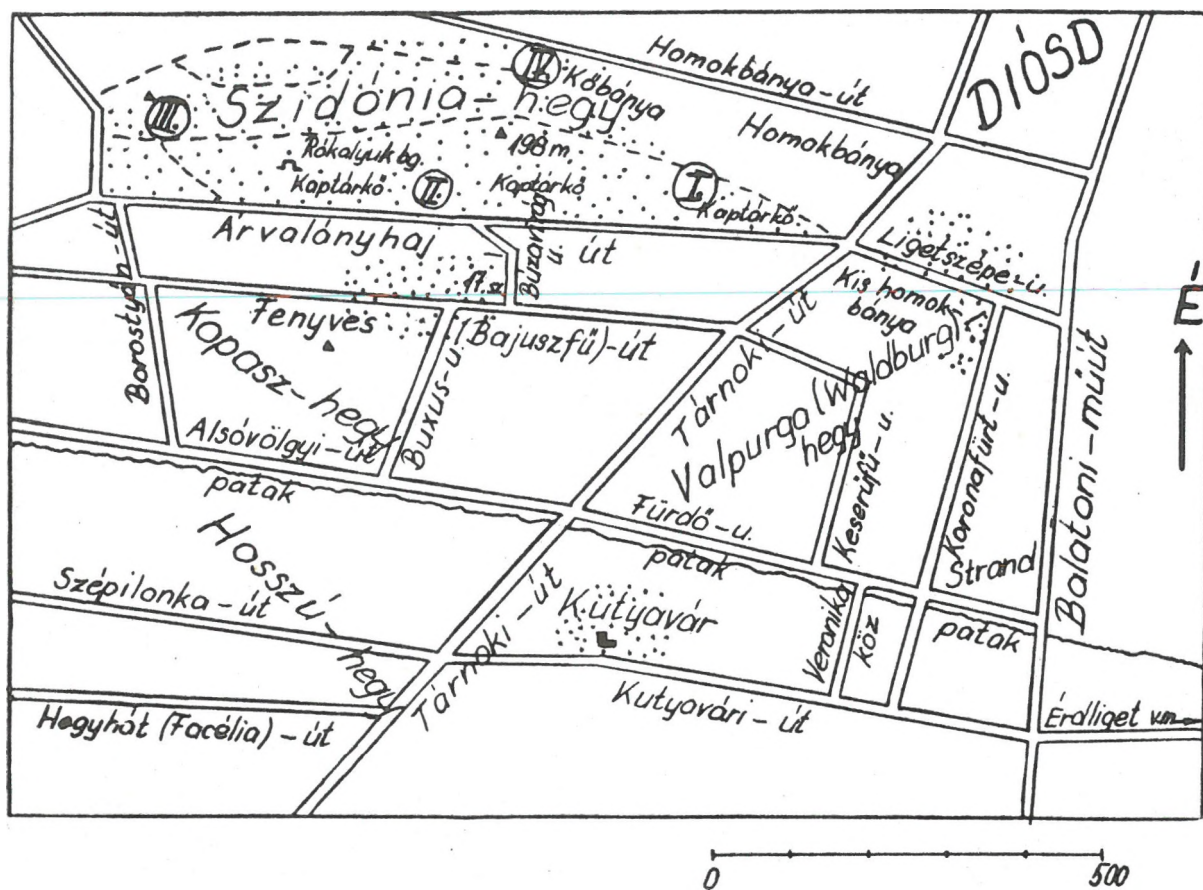 Homokbánya-út
DIÓSD
IV.
Kőbánya
III.
Szidónia-hegy
Homokbánya
198 m.
Rókalyuk bg.
Kaptárkő
II.
Kaptárkő
I.
Kaptárkő
Árvalányhaj
út
Búzavirág
u.
Ligetszépe-u.
Borostyán-út
17. sz.
Kis homok-
bánya
É
Fenyves
(Bajuszfű)-út
Kopasz-hegy
Buxus-u.
Tárnoki-út
Valpurga (Waldburg)
hegy
Alsóvölgyi-út
Keserűfű-u.
Koronafürt-u.
Balatoni-műút
patak
Fürdő-u.
Hosszú-hegy
patak
Strand
Szépilonka-út
Kutyavár
Veronika
köz
patak
Tárnoki-út
Kutyavári-út
Hegyhát (Facélia)-út
Érdliget vm.
0
500